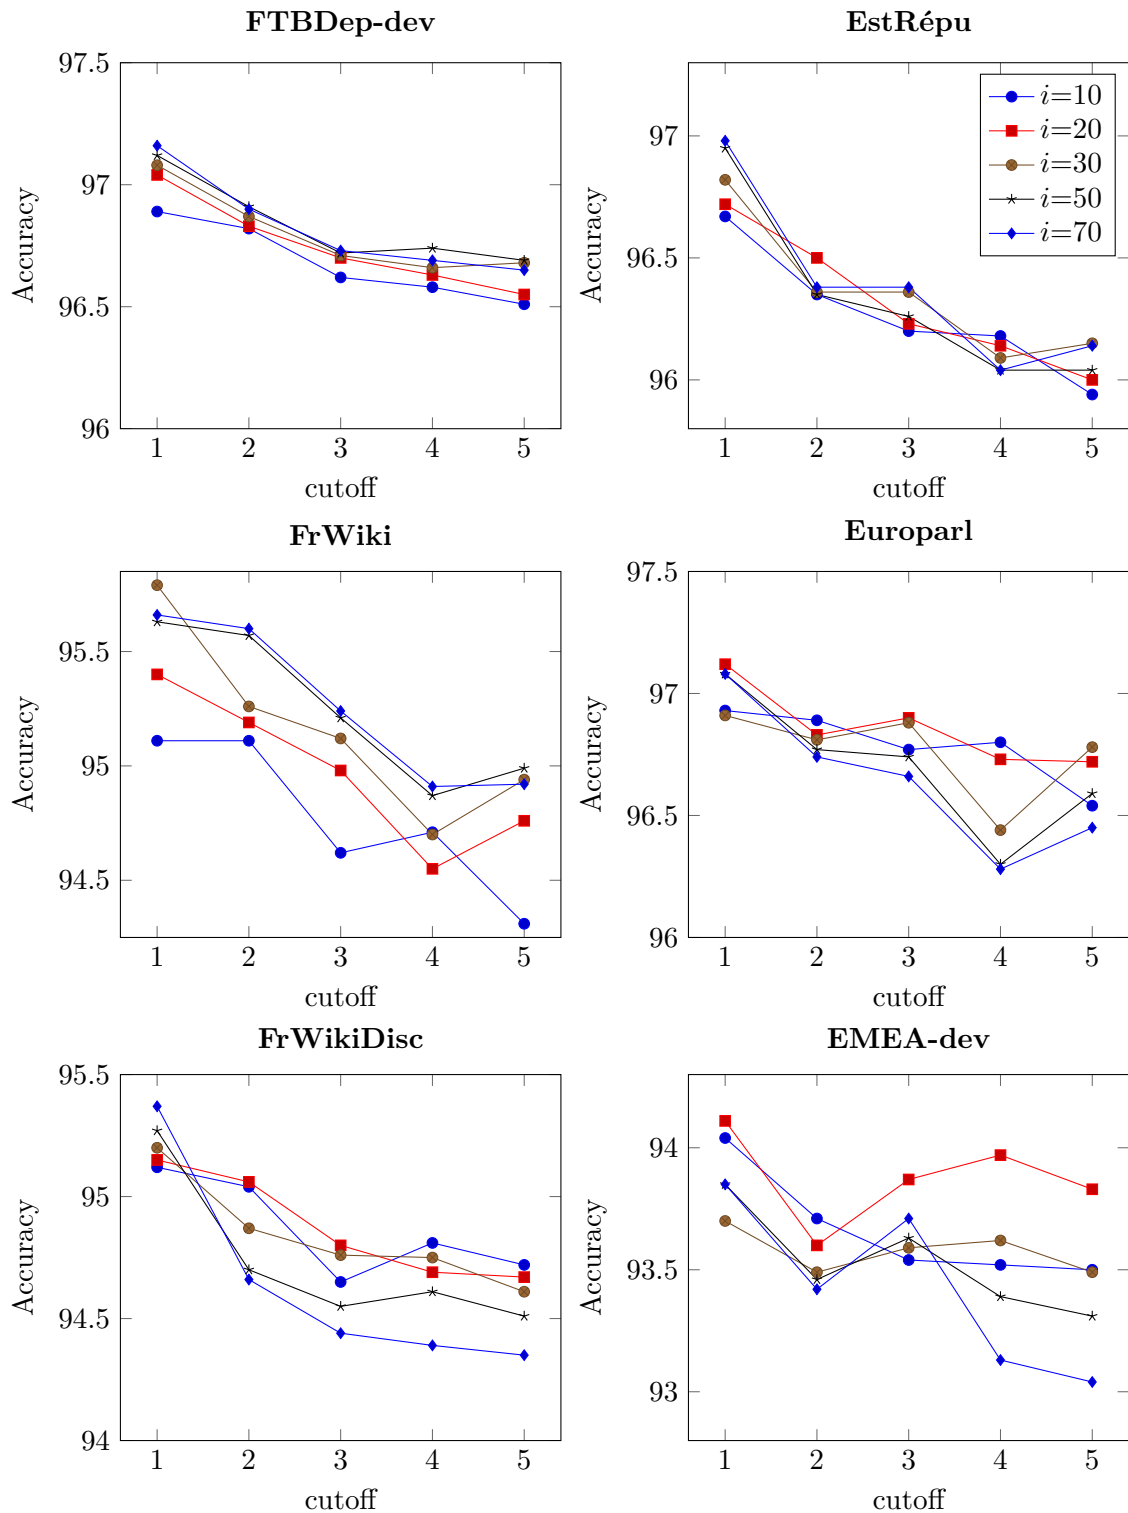 FTBDep-dev
97.5
97
96.5
96
Accuracy
1 2 3 4 5
cutoff
EstRépu
97
96.5
96
Accuracy
i=10
i=20
i=30
i=50
i=70
1 2 3 4 5
cutoff
FrWiki
95.5
95
94.5
Accuracy
1 2 3 4 5
cutoff
Europarl
97.5
97
96.5
96
Accuracy
1 2 3 4 5
cutoff
FrWikiDisc
95.5
95
94.5
94
Accuracy
1 2 3 4 5
cutoff
EMEA-dev
94
93.5
93
Accuracy
1 2 3 4 5
cutoff